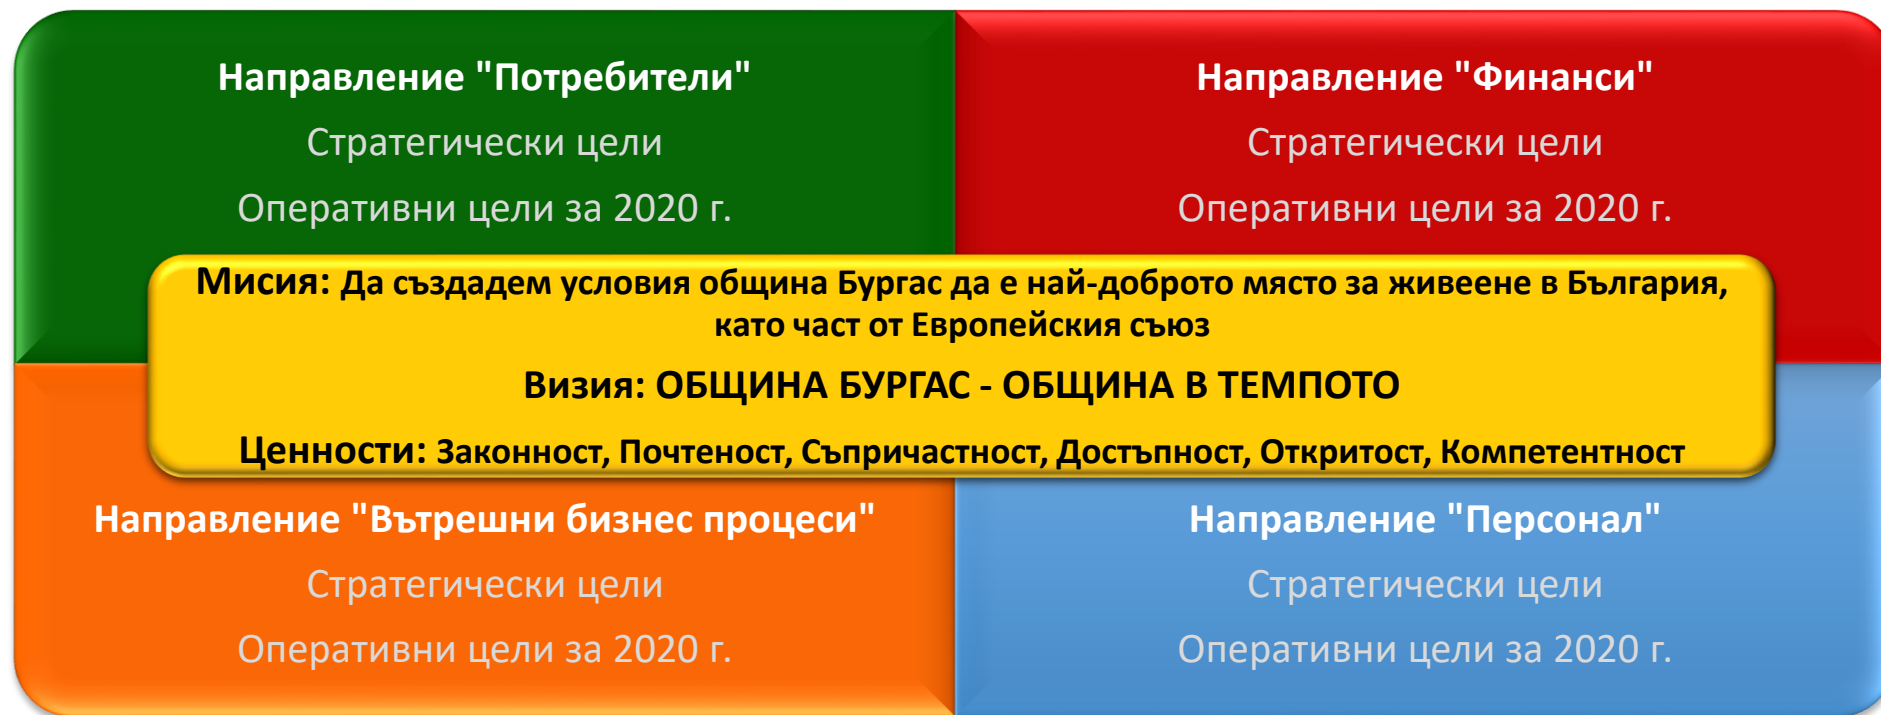 Направление "Потребители"
Стратегически цели
Оперативни цели за 2020 г.
Направление "Финанси"
Стратегически цели
Оперативни цели за 2020 г.
Мисия: Да създадем условия община Бургас да е най-доброто място за живеене в България,
като част от Европейския съюз
Визия: ОБЩИНА БУРГАС - ОБЩИНА В ТЕМПОТО
Ценности: Законност, Почтеност, Съпричастност, Достъпност, Откритост, Компетентност
Направление "Вътрешни бизнес процеси"
Стратегически цели
Оперативни цели за 2020 г.
Направление "Персонал"
Стратегически цели
Оперативни цели за 2020 г.